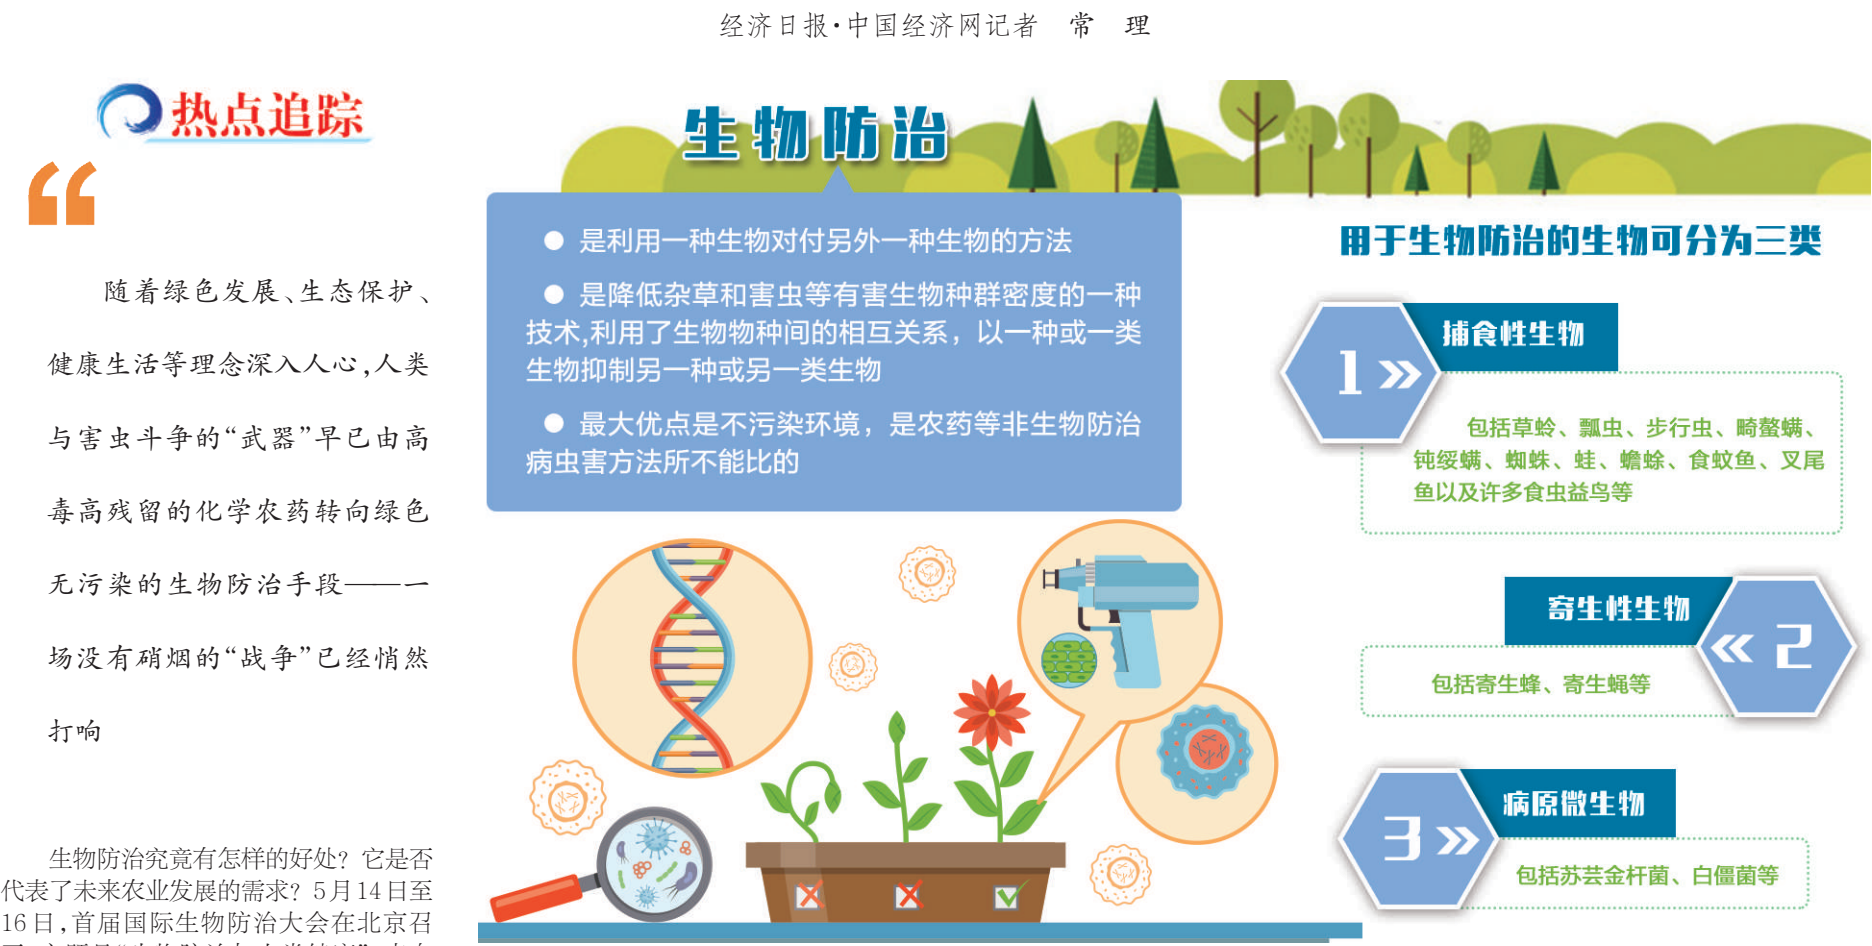 经济日报·中国经济网记者 常 理
热点追踪
“
随着绿色发展、生态保护、
健康生活等理念深入人心,人类
与害虫斗争的“武器”早已由高
毒高残留的化学农药转向绿色
无污染的生物防治手段——一
场没有硝烟的“战争”已经悄然
打响
生物防治究竟有怎样的好处？它是否
代表了未来农业发展的需求？5月14日至
16日,首届国际生物防治大会在北京召
生物防治
● 是利用一种生物对付另外一种生物的方法
● 是降低杂草和害虫等有害生物种群密度的一种
技术,利用了生物物种间的相互关系，以一种或一类
生物抑制另一种或另一类生物
● 最大优点是不污染环境，是农药等非生物防治
病虫害方法所不能比的
用于生物防治的生物可分为三类
1
捕食性生物
包括草蛉、瓢虫、步行虫、畸螯螨、
钝绥螨、蜘蛛、蛙、蟾蜍、食蚊鱼、叉尾
鱼以及许多食虫益鸟等
寄生性生物
2
包括寄生蜂、寄生蝇等
3
病原微生物
包括苏芸金杆菌、白僵菌等